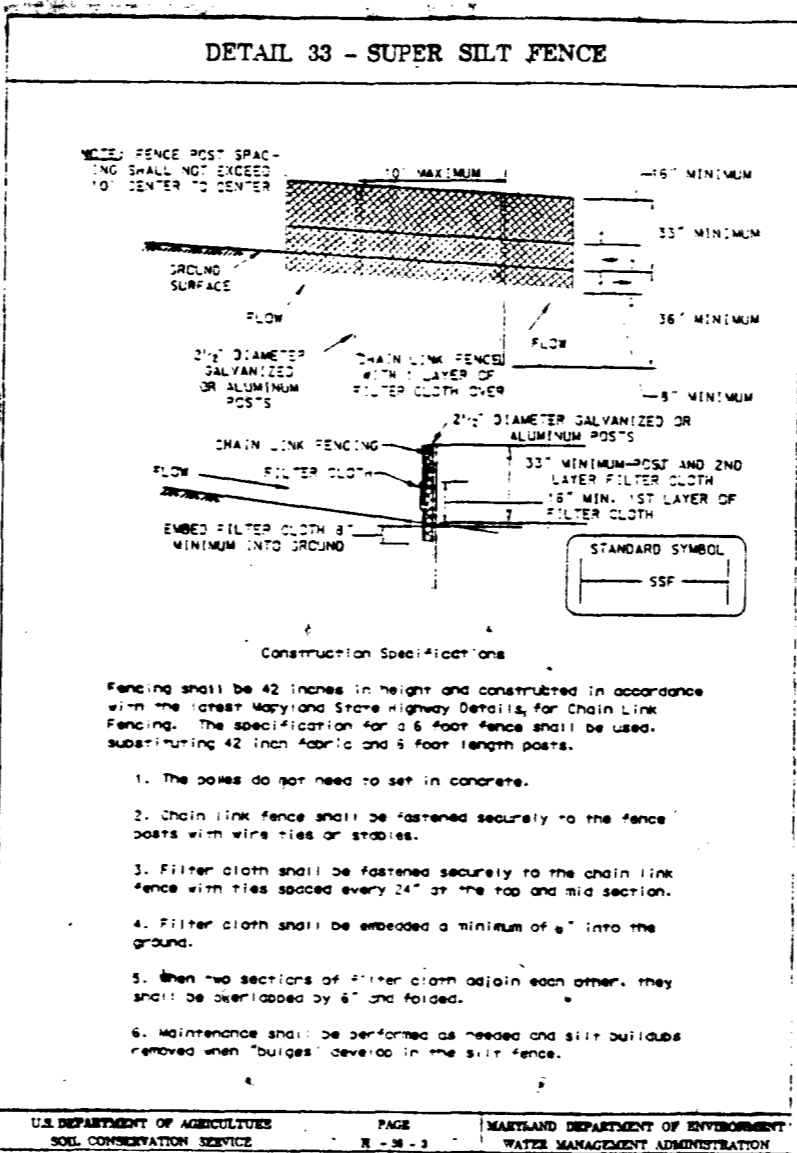 DETAIL 33 - SUPER SILT FENCE
NOTE: FENCE POST SPAC-
ING SHALL NOT EXCEED
10' CENTER TO CENTER
10' MAXIMUM
16" MINIMUM
33" MINIMUM
GROUND
SURFACE
36" MINIMUM
FLOW
FLOW
2½" DIAMETER
GALVANIZED
OR ALUMINUM
POSTS
CHAIN LINK FENCE
WITH 1 LAYER OF
FILTER CLOTH OVER
8" MINIMUM
2½" DIAMETER GALVANIZED OR
ALUMINUM POSTS
CHAIN LINK FENCING
FLOW
FILTER CLOTH
33" MINIMUM-POST AND 2ND
LAYER FILTER CLOTH
16" MIN. 1ST LAYER OF
FILTER CLOTH
EMBED FILTER CLOTH 8"
MINIMUM INTO GROUND
STANDARD SYMBOL
SSF
Construction Specifications
Fencing shall be 42 inches in height and constructed in accordance
with the latest Maryland State Highway Details, for Chain Link
Fencing. The specification for a 6 foot fence shall be used.
substituting 42 inch fabric and 6 foot length posts.
1. The poles do not need to set in concrete.
2. Chain link fence shall be fastened securely to the fence
posts with wire ties or staples.
3. Filter cloth shall be fastened securely to the chain link
fence with ties spaced every 24" at the top and mid section.
4. Filter cloth shall be embedded a minimum of 8" into the
ground.
5. When two sections of filter cloth adjoin each other, they
shall be overlapped by 6" and folded.
6. Maintenance shall be performed as needed and silt buildups
removed when "bulges" develop in the silt fence.
U.S. DEPARTMENT OF AGRICULTURE
SOIL CONSERVATION SERVICE
PAGE
MARYLAND DEPARTMENT OF ENVIRONMENT
WATER MANAGEMENT ADMINISTRATION